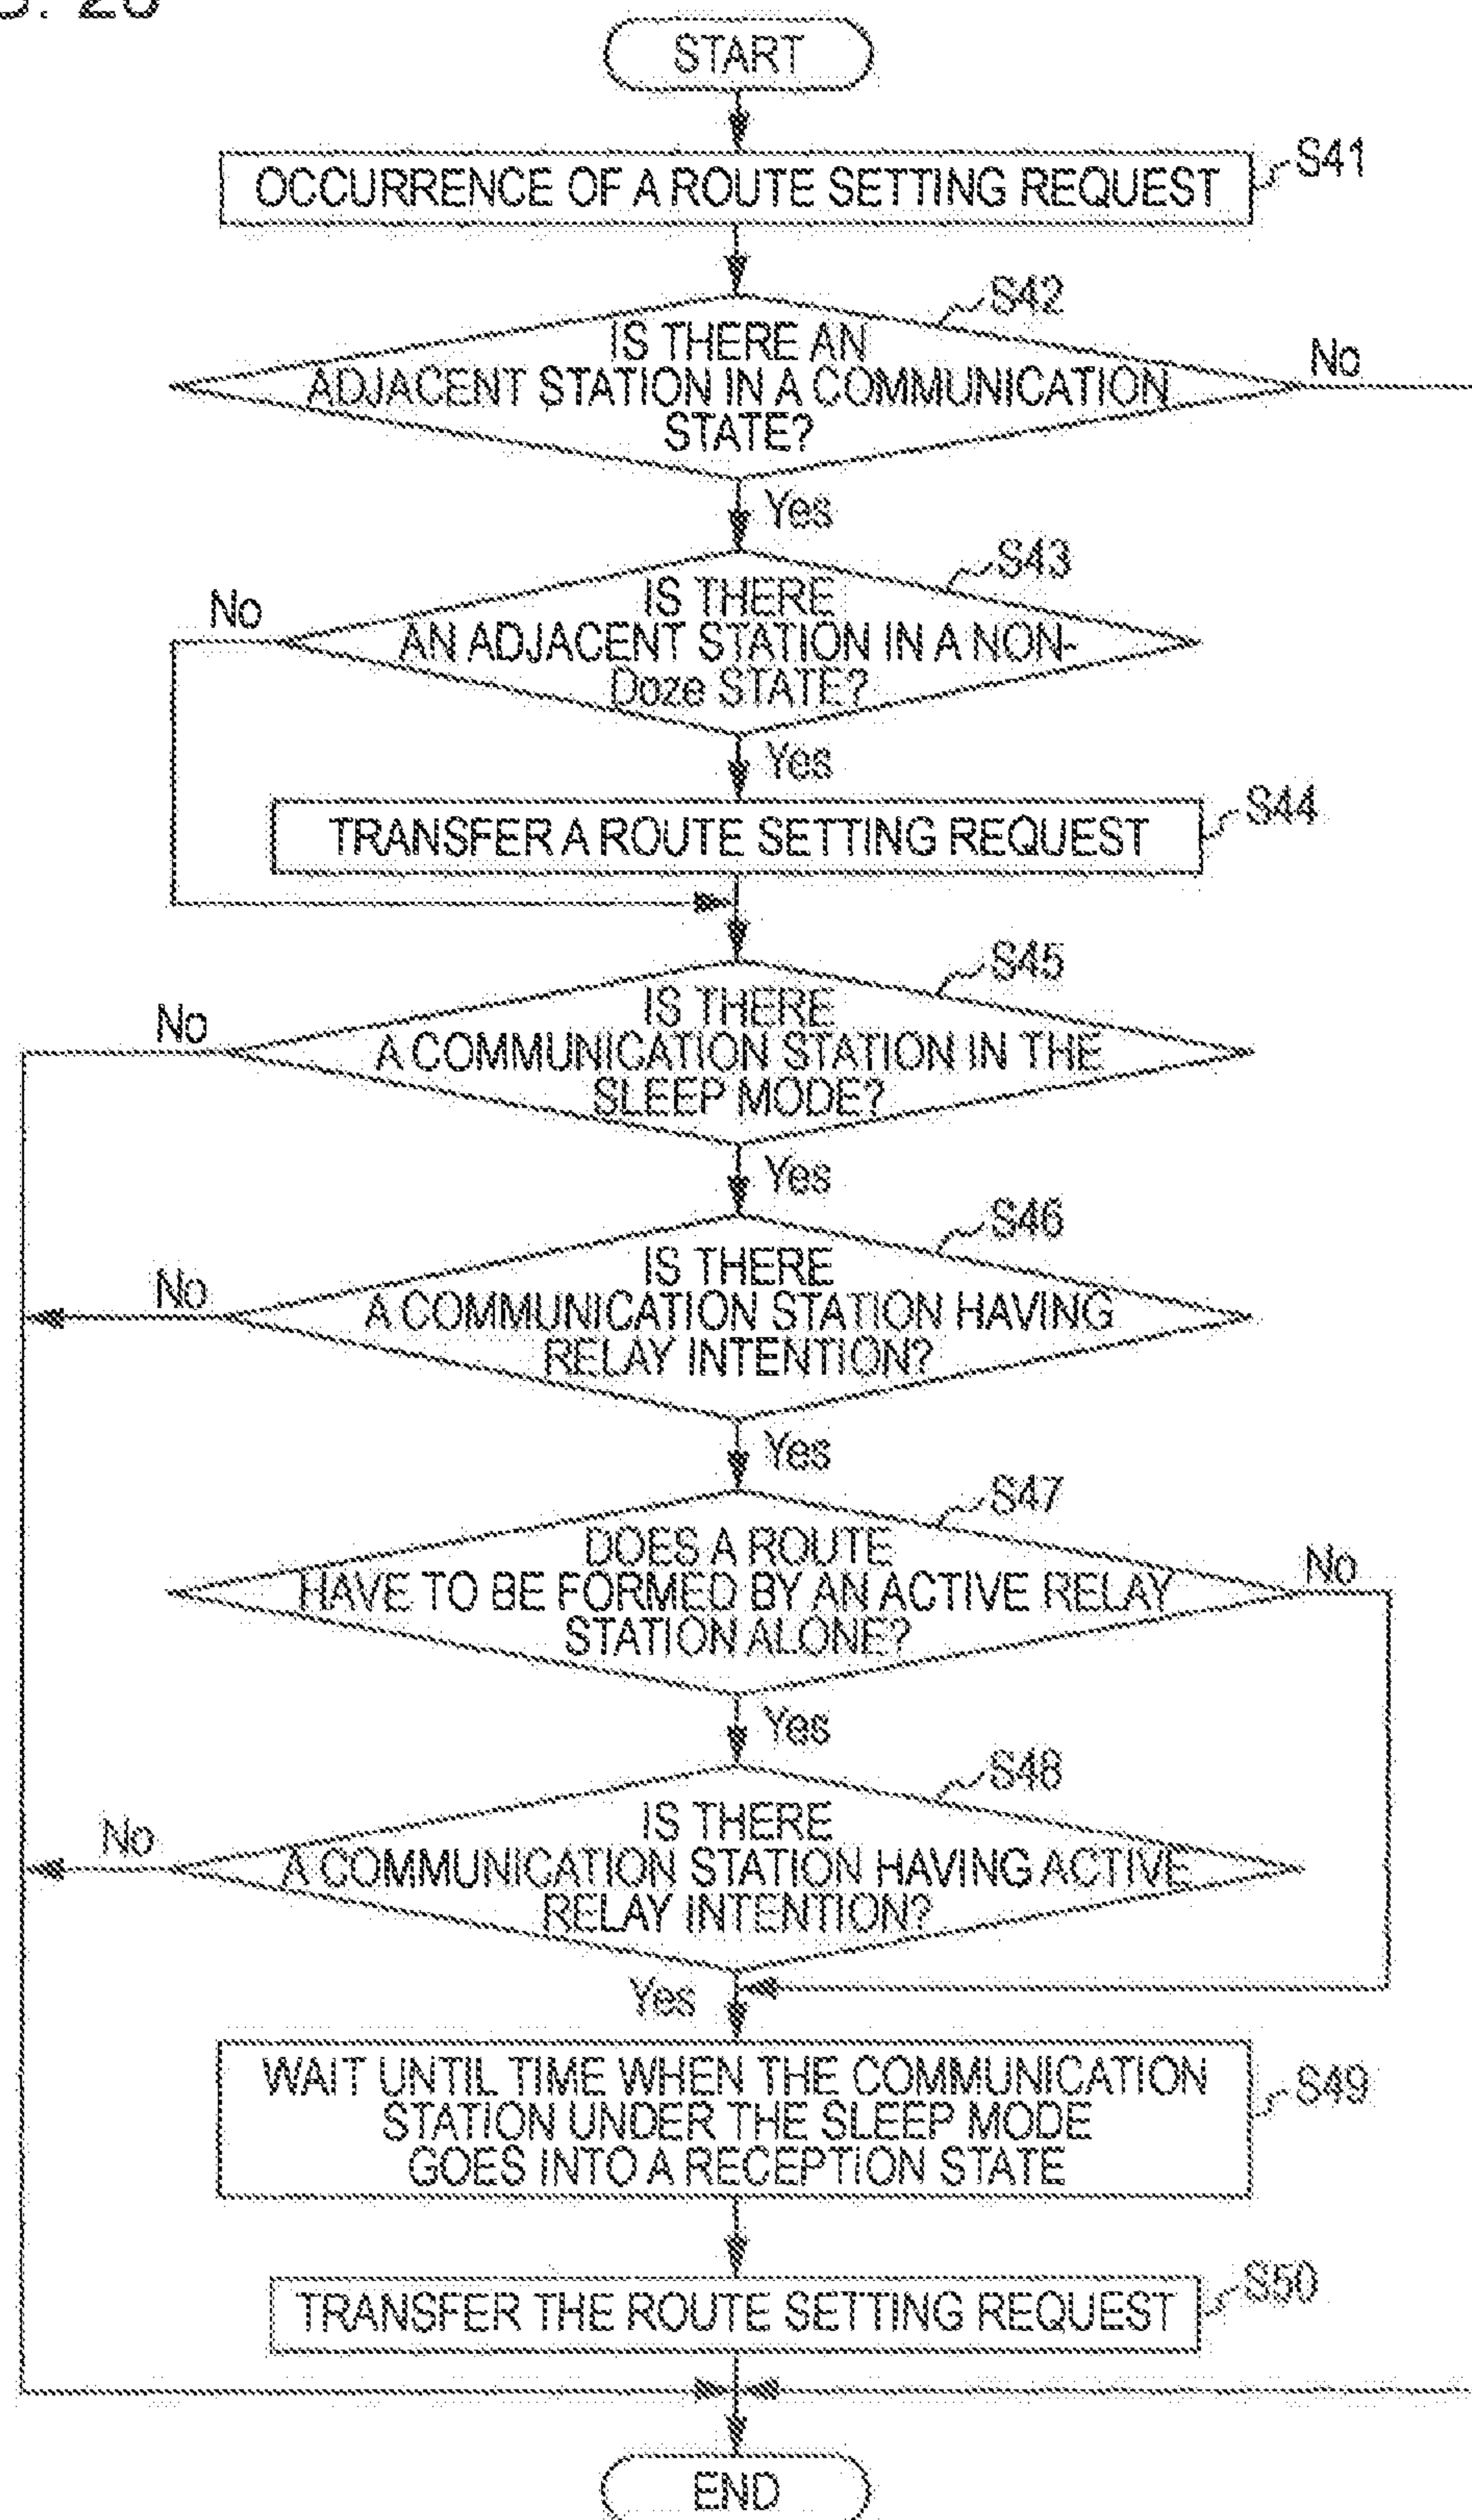 START
OCCURRENCE OF A ROUTE SETTING REQUEST
S41
S42
IS THERE AN
ADJACENT STATION IN A COMMUNICATION
STATE?
No
Yes
S43
IS THERE
AN ADJACENT STATION IN A NON-
Doze STATE?
No
Yes
TRANSFER A ROUTE SETTING REQUEST
S44
S45
IS THERE
A COMMUNICATION STATION IN THE
SLEEP MODE?
No
Yes
S46
IS THERE
A COMMUNICATION STATION HAVING
RELAY INTENTION?
No
Yes
S47
DOES A ROUTE
HAVE TO BE FORMED BY AN ACTIVE RELAY
STATION ALONE?
No
Yes
S48
IS THERE
A COMMUNICATION STATION HAVING ACTIVE
RELAY INTENTION?
No
Yes
WAIT UNTIL TIME WHEN THE COMMUNICATION
STATION UNDER THE SLEEP MODE
GOES INTO A RECEPTION STATE
S49
TRANSFER THE ROUTE SETTING REQUEST
S50
END